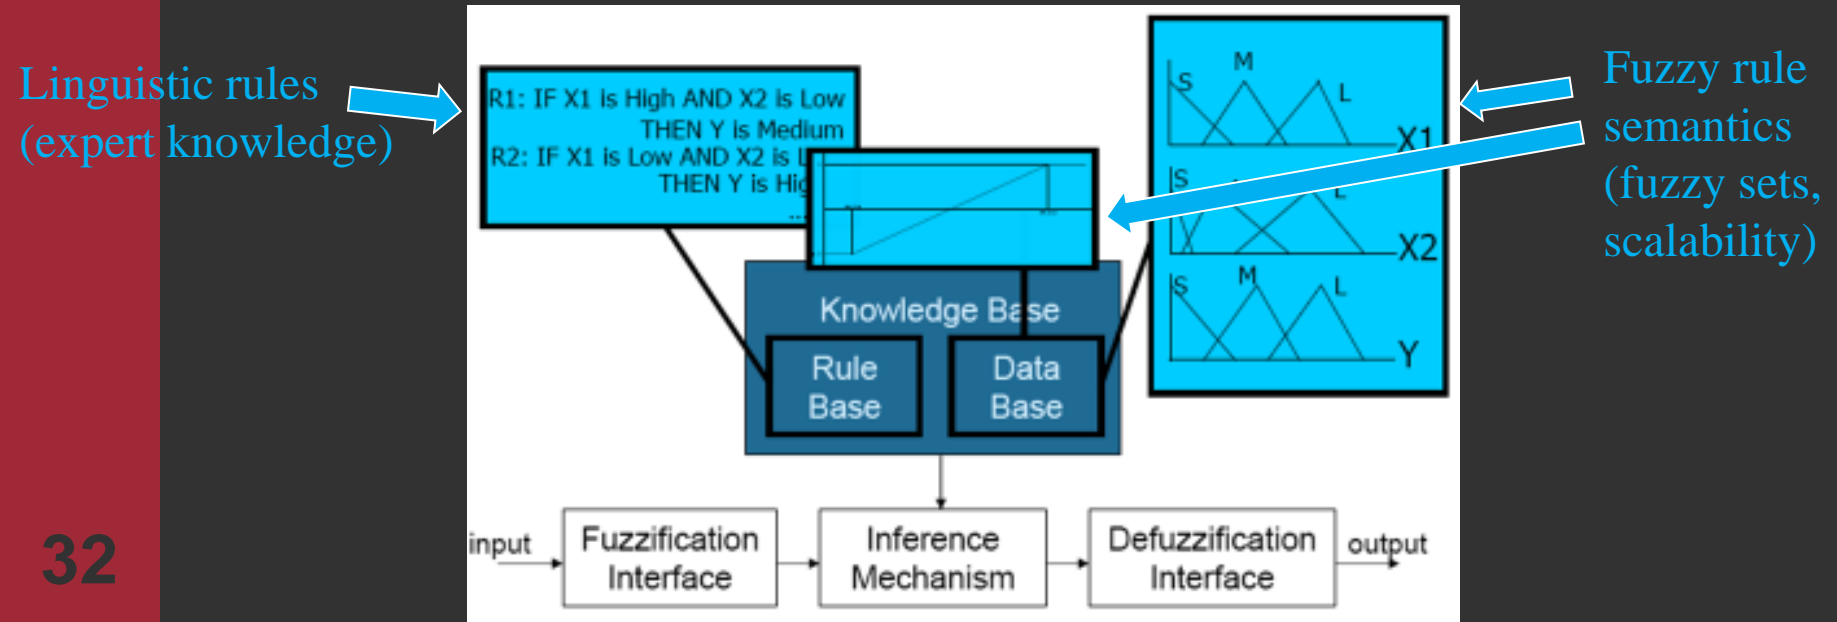 Linguistic rules
(expert knowledge)
R1: IF X1 is High AND X2 is Low
THEN Y is Medium
R2: IF X1 is Low AND X2 is
THEN Y is
...
S
M
L
X1
S
L
X2
S
M
L
Y
Fuzzy rule
semantics
(fuzzy sets,
scalability)
Knowledge Base
Rule
Base
Data
Base
input
Fuzzification
Interface
Inference
Mechanism
Defuzzification
Interface
output
32